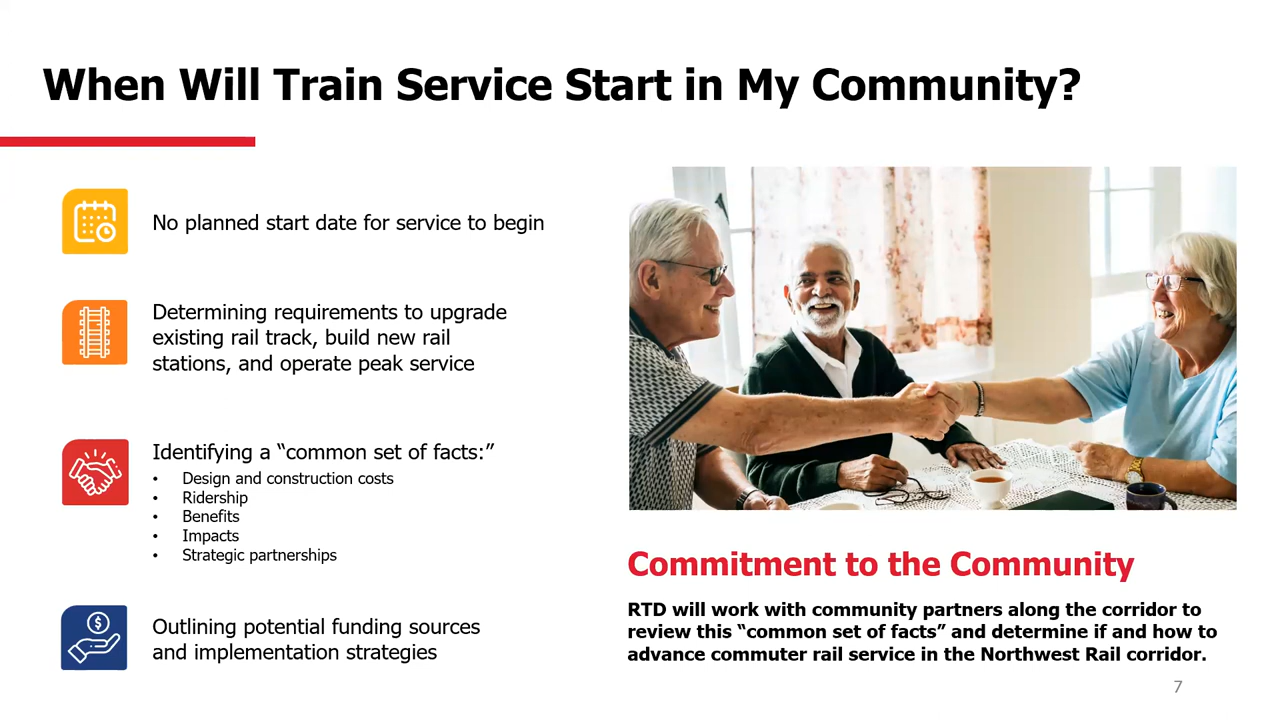 When Will Train Service Start in My Community?
No planned start date for service to begin
Determining requirements to upgrade
existing rail track, build new rail
stations, and operate peak service
Identifying a “common set of facts:”
• Design and construction costs
• Ridership
• Benefits
• Impacts
• Strategic partnerships
Outlining potential funding sources
and implementation strategies
$
Commitment to the Community
RTD will work with community partners along the corridor to
review this “common set of facts” and determine if and how to
advance commuter rail service in the Northwest Rail corridor.
7